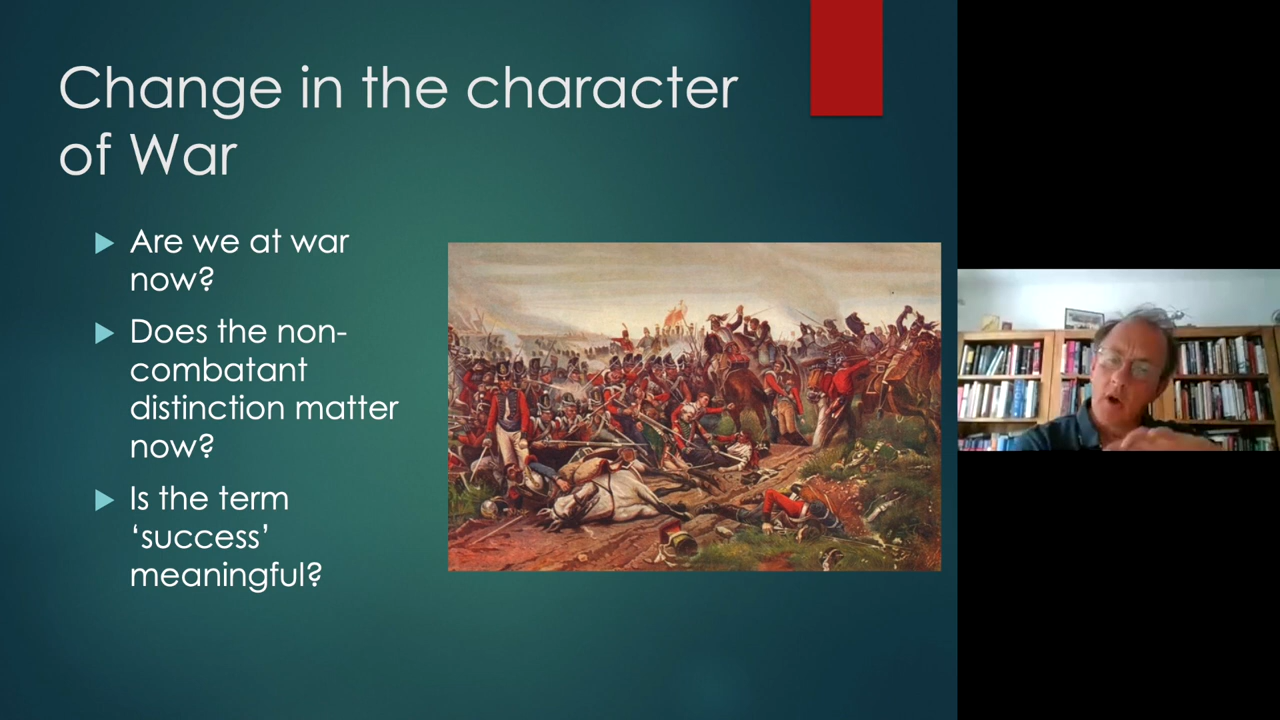 Change in the character
of War
Are we at war
now?
Does the non-
combatant
distinction matter
now?
Is the term
‘success’
meaningful?